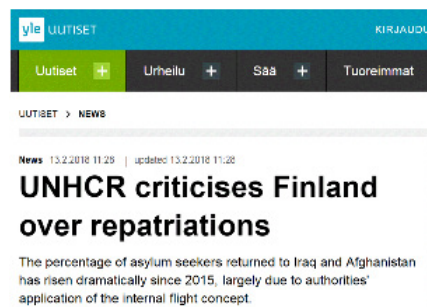 yle UUTISET
KIRJAUDU
Uutiset + Urheilu + Sää + Tuoreimmat
UUTISET > NEWS
News 13.2.2018 11:28 | updated 13.2.2018 11:28
UNHCR criticises Finland
over repatriations
The percentage of asylum seekers returned to Iraq and Afghanistan
has risen dramatically since 2015, largely due to authorities'
application of the internal flight concept.